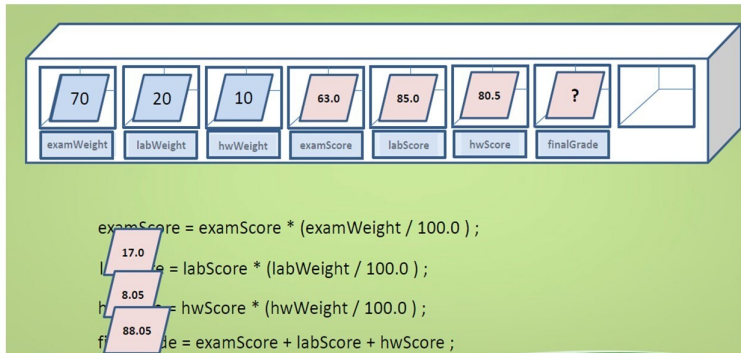 70 20 10 63.0 85.0 80.5 ?
examWeight labWeight hwWeight examScore labScore hwScore finalGrade
examScore = examScore * (examWeight / 100.0 ) ;
17.0
= labScore * (labWeight / 100.0 ) ;
8.05
= hwScore * (hwWeight / 100.0 ) ;
88.05
= examScore + labScore + hwScore ;